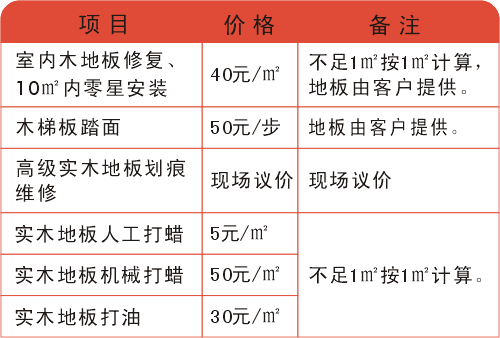 项目 价格 备注
室内木地板修复、
10㎡内零星安装
40元/㎡
不足1㎡按1㎡计算，
地板由客户提供。
木梯板踏面 50元/步 地板由客户提供。
高级实木地板划痕
维修
现场议价 现场议价
实木地板人工打蜡 5元/㎡
实木地板机械打蜡 50元/㎡ 不足1㎡按1㎡计算。
实木地板打油 30元/㎡